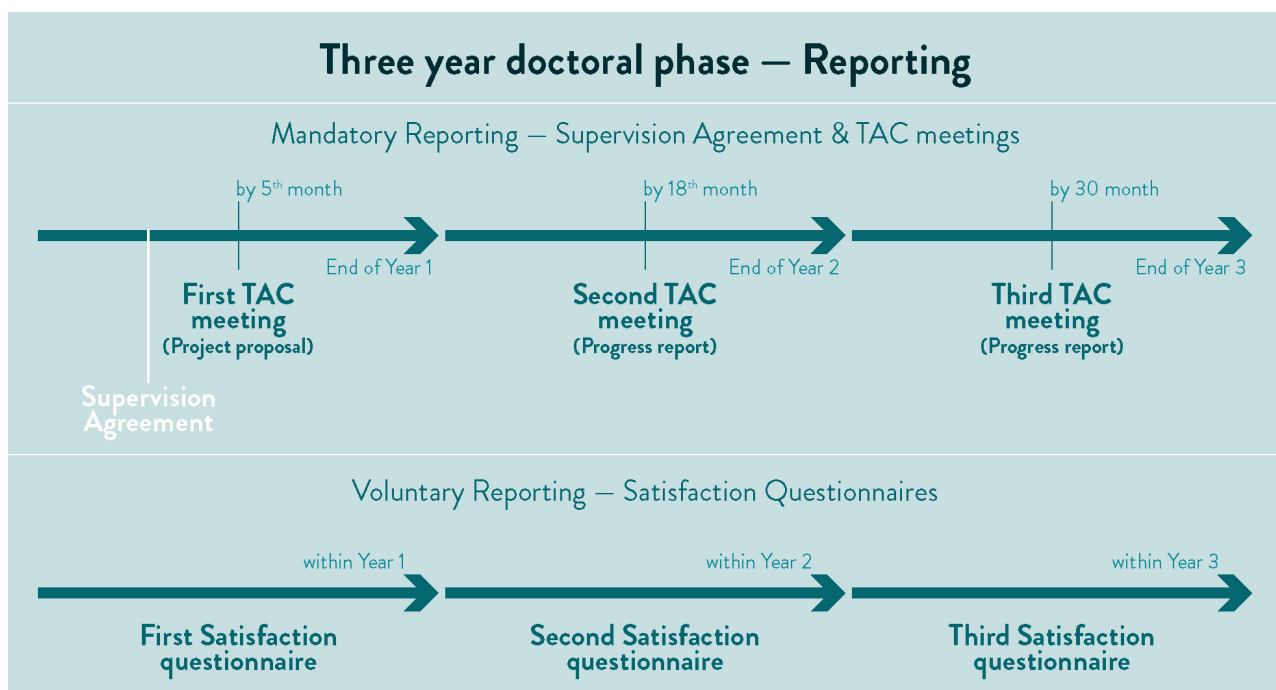 Three year doctoral phase — Reporting
Mandatory Reporting — Supervision Agreement & TAC meetings
by 5th month
by 18th month
by 30 month
End of Year 1
End of Year 2
End of Year 3
First TAC
meeting
(Project proposal)
Second TAC
meeting
(Progress report)
Third TAC
meeting
(Progress report)
Supervision
Agreement
Voluntary Reporting — Satisfaction Questionnaires
within Year 1
within Year 2
within Year 3
First Satisfaction
questionnaire
Second Satisfaction
questionnaire
Third Satisfaction
questionnaire